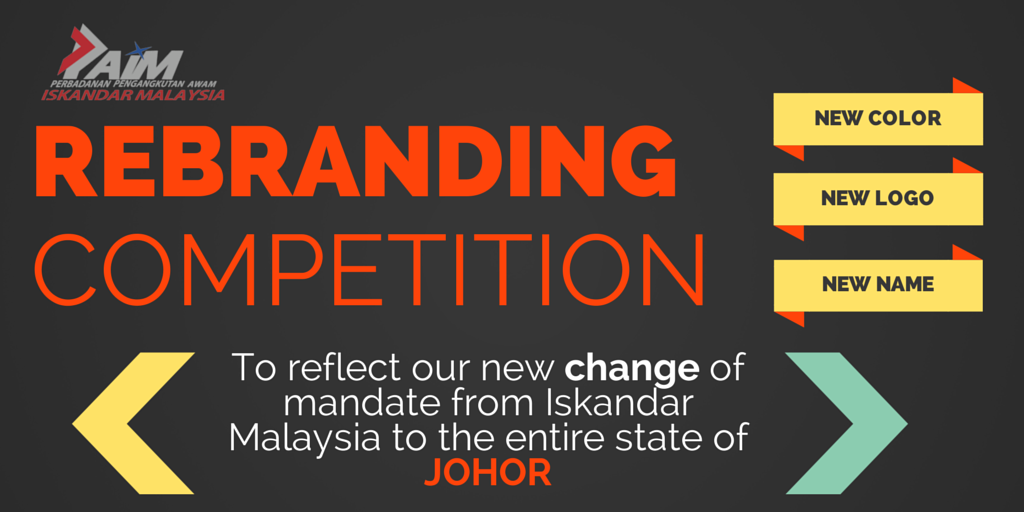 PAIM
PERBADANAN PENGANGKUTAN AWAM
ISKANDAR MALAYSIA
REBRANDING
COMPETITION
NEW COLOR
NEW LOGO
NEW NAME
To reflect our new change of
mandate from Iskandar
Malaysia to the entire state of
JOHOR